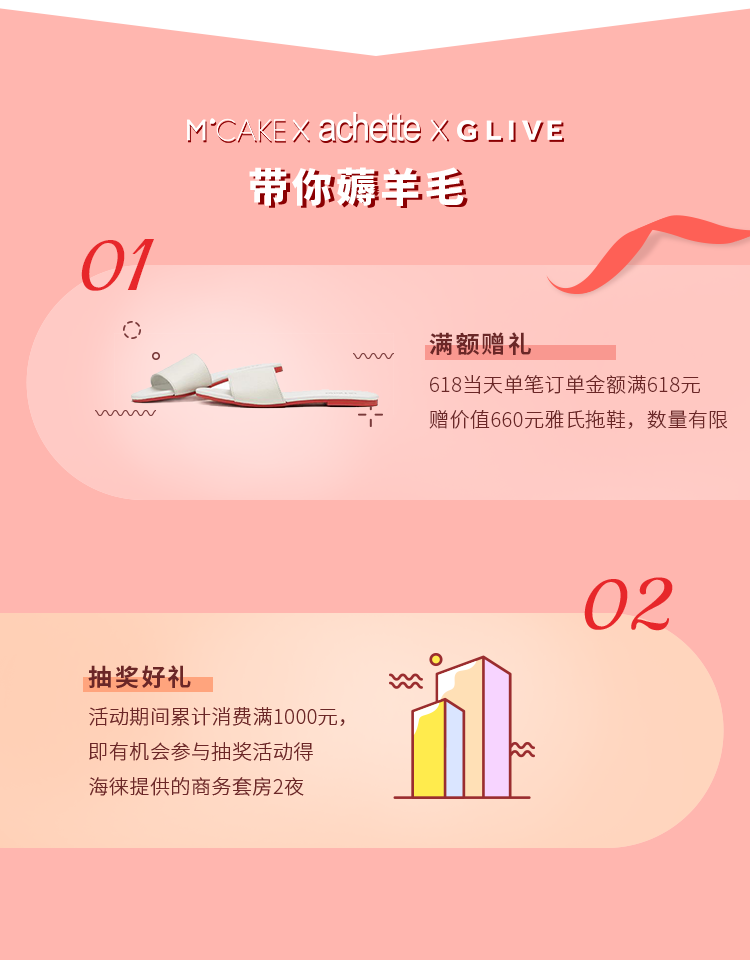 M'CAKE X achette X GLIVE
带你薅羊毛
01
满额赠礼
618当天单笔订单金额满618元
赠价值660元雅氏拖鞋，数量有限
02
抽奖好礼
活动期间累计消费满1000元，
即有机会参与抽奖活动得
海徕提供的商务套房2夜